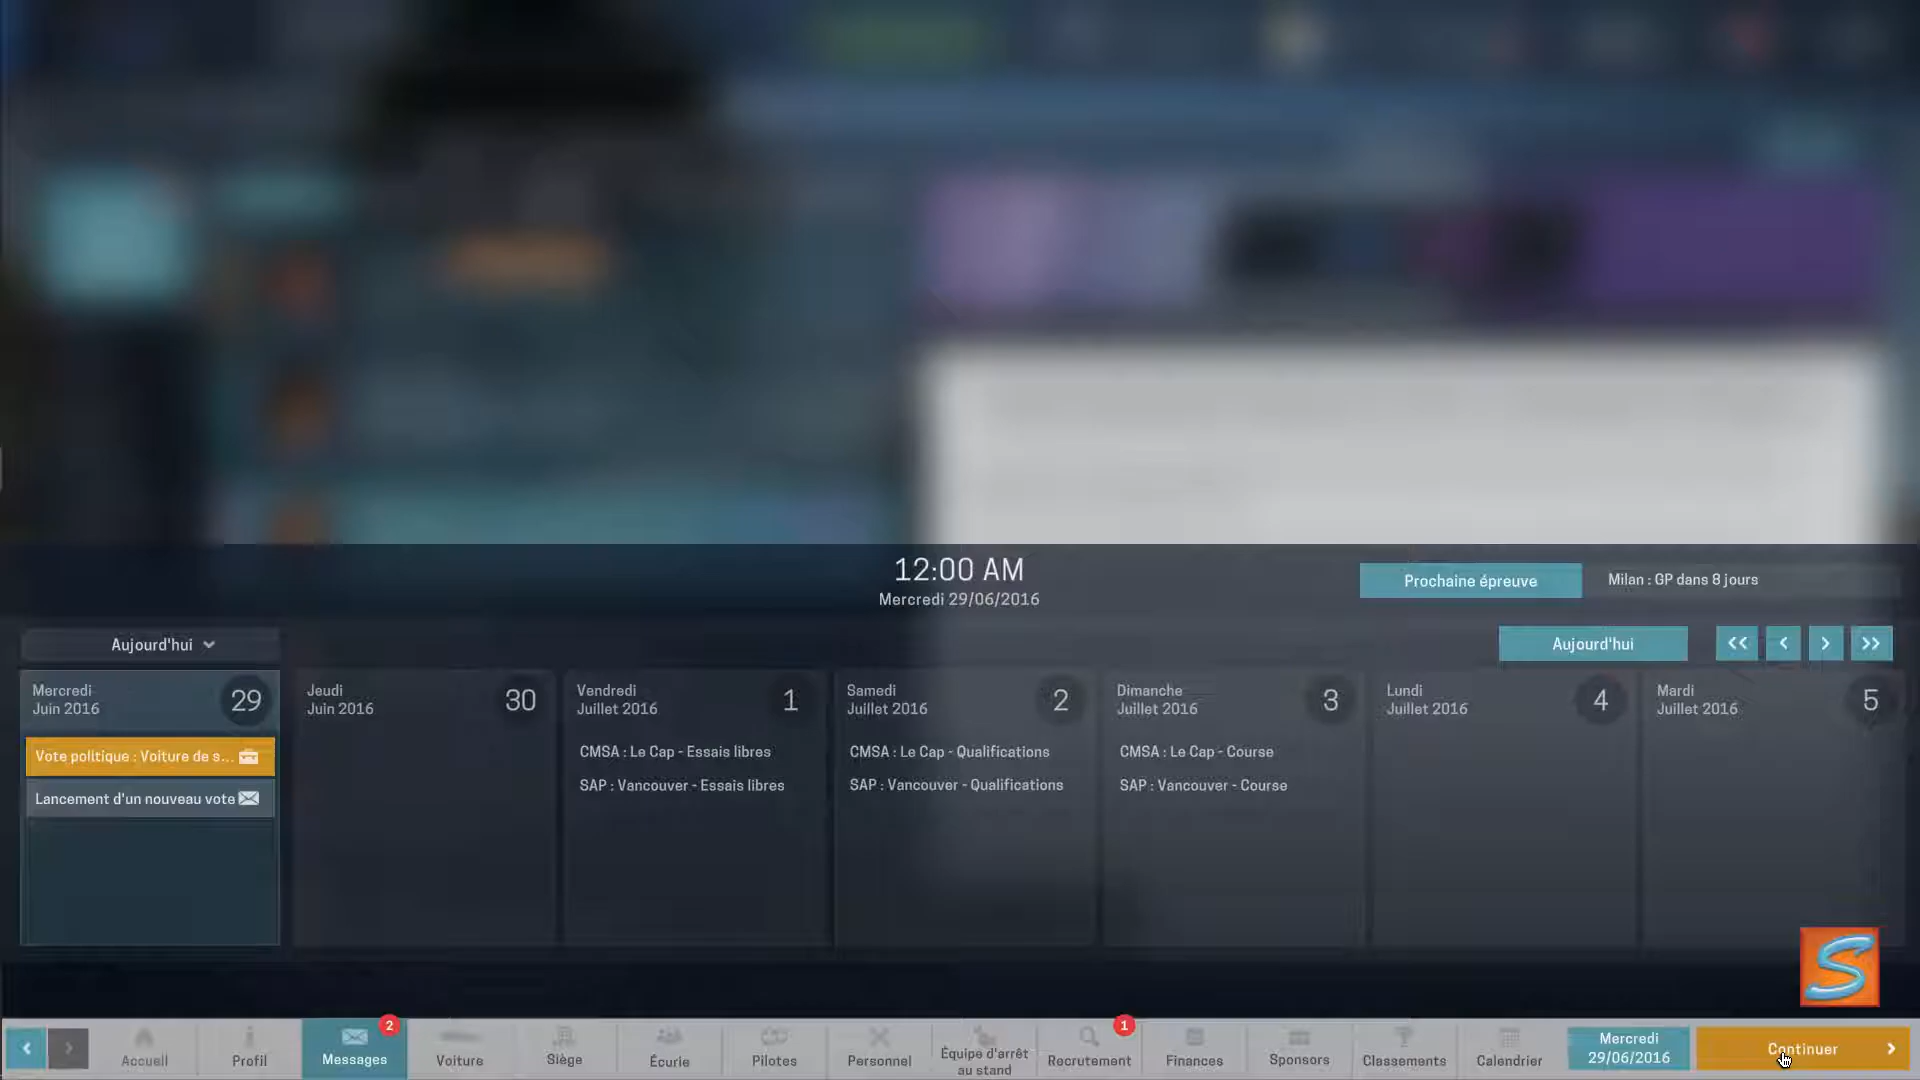 12:00 AM
Mercredi 29/06/2016
Prochaine épreuve
Milan : GP dans 8 jours
Aujourd'hui
Aujourd'hui
<<
<
>
>>
Mercredi
Juin 2016
29
Vote politique : Voiture de s...
Lancement d'un nouveau vote
Jeudi
Juin 2016
30
Vendredi
Juillet 2016
1
CMSA : Le Cap - Essais libres
SAP : Vancouver - Essais libres
Samedi
Juillet 2016
2
CMSA : Le Cap - Qualifications
SAP : Vancouver - Qualifications
Dimanche
Juillet 2016
3
CMSA : Le Cap - Course
SAP : Vancouver - Course
Lundi
Juillet 2016
4
Mardi
Juillet 2016
5
S
Accueil
Profil
2
Messages
Voiture
Siège
Écurie
Pilotes
Personnel
Équipe d'arrêt
au stand
1
Recrutement
Finances
Sponsors
Classements
Calendrier
Mercredi
29/06/2016
Continuer